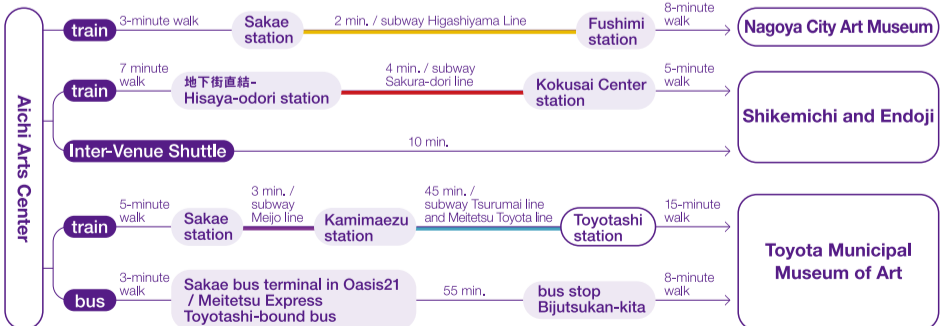 Aichi Arts Center
train
3-minute walk
Sakae
station
2 min. / subway Higashiyama Line
Fushimi
station
8-minute
walk
Nagoya City Art Museum
train
7 minute
walk
地下街直結-
Hisaya-odori station
4 min. / subway
Sakura-dori line
Kokusai Center
station
5-minute
walk
Shikemichi and Endoji
Inter-Venue Shuttle
10 min.
train
5-minute
walk
Sakae
station
3 min. /
subway
Meijo line
Kamimaezu
station
45 min. /
subway Tsurumai line
and Meitetsu Toyota line
Toyotashi
station
15-minute
walk
Toyota Municipal
Museum of Art
bus
3-minute
walk
Sakae bus terminal in Oasis21
/ Meitetsu Express
Toyotashi-bound bus
55 min.
bus stop
Bijutsukan-kita
8-minute
walk